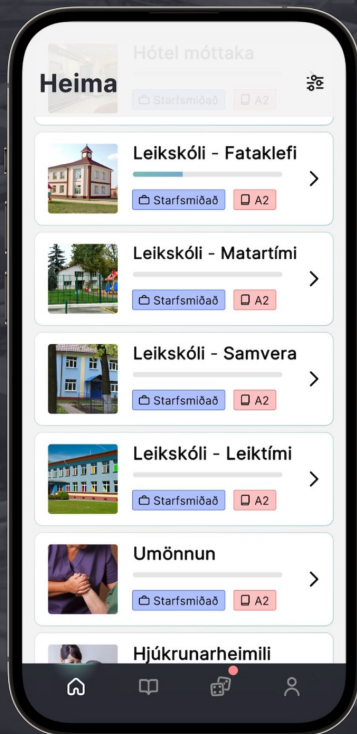 Hótel móttaka
Heima
Starfsmiðað A2
Leikskóli - Fataklefi
Starfsmiðað A2
Leikskóli - Matartími
Starfsmiðað A2
Leikskóli - Samvera
Starfsmiðað A2
Leikskóli - Leiktími
Starfsmiðað A2
Umönnun
Starfsmiðað A2
Hjúkrunarheimili